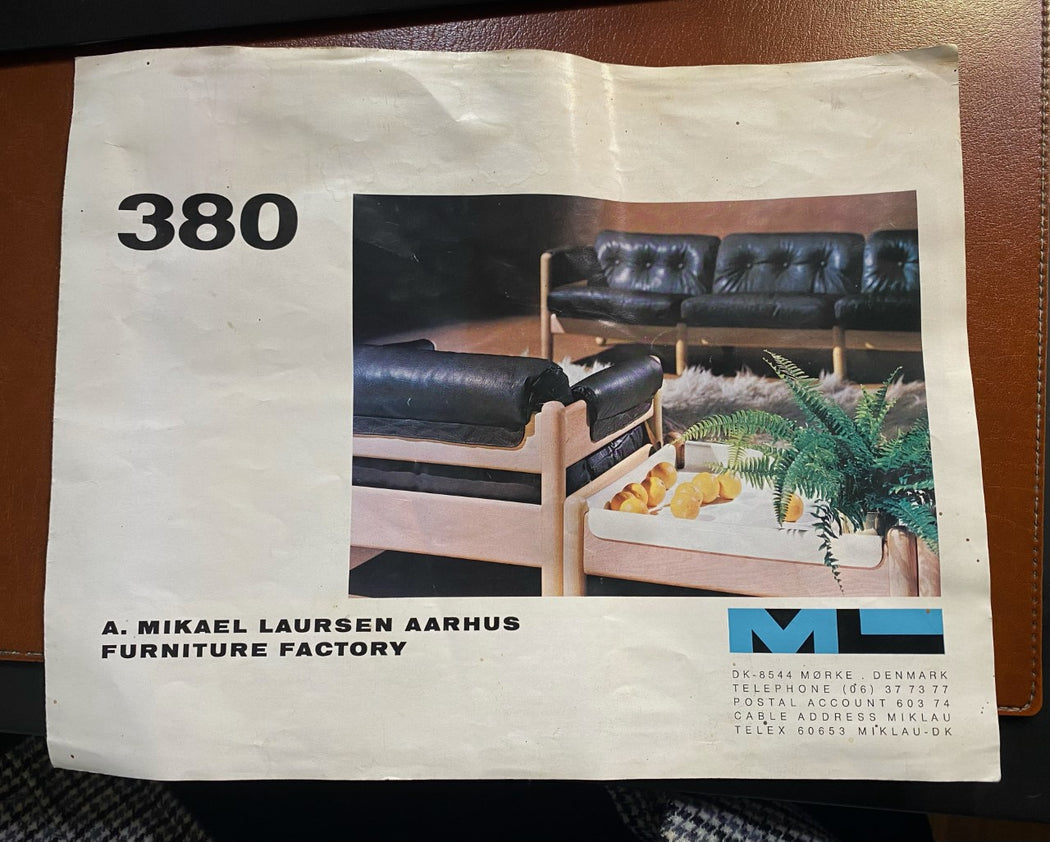 380
A. MIKAEL LAURSEN AARHUS
FURNITURE FACTORY
ML
DK-8544 MØRKE . DENMARK
TELEPHONE (06) 37 73 77
POSTAL ACCOUNT 603 74
CABLE ADDRESS MIKLAU
TELEX 60653 MIKLAU-DK